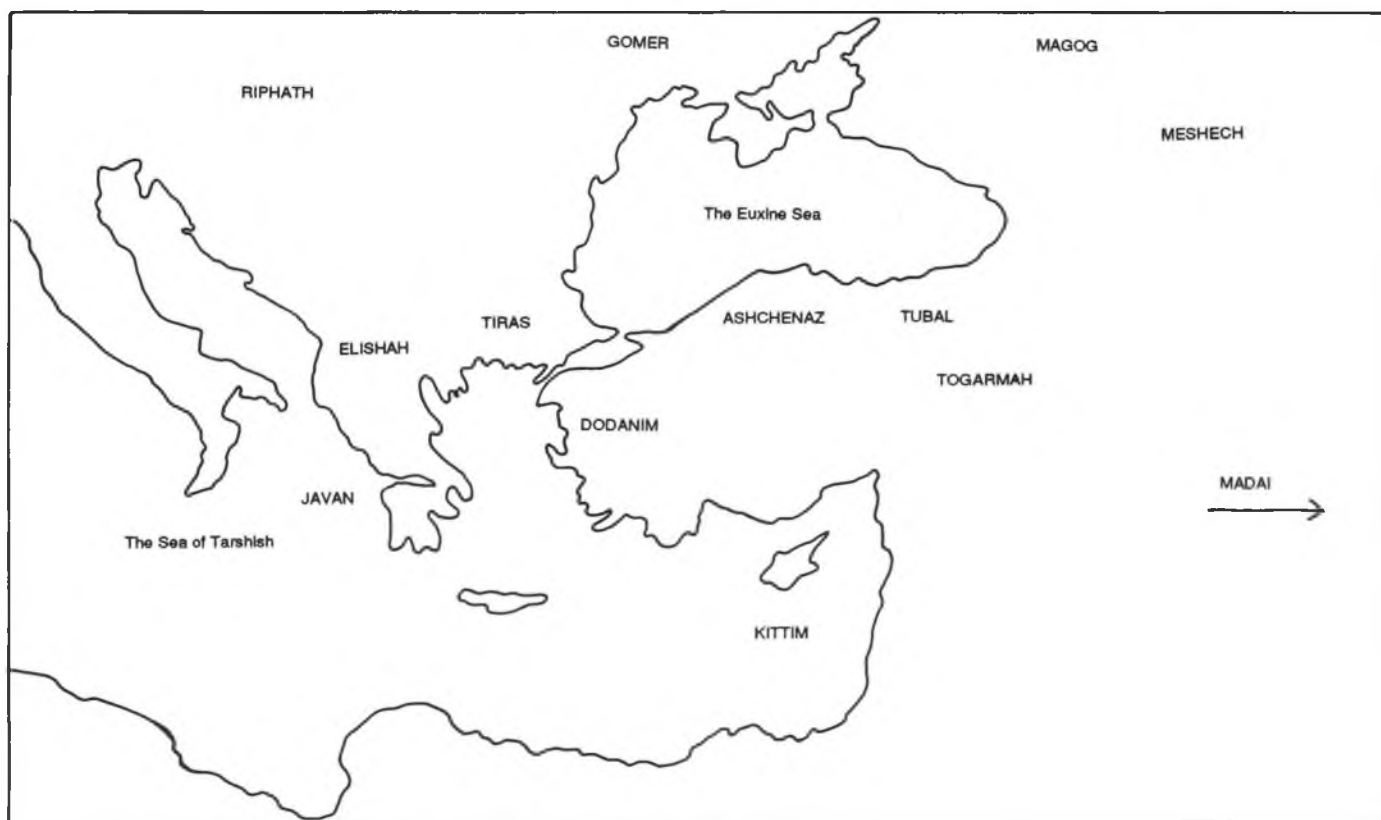 GOMER
MAGOG
RIPHATH
MESHECH
The Euxine Sea
TIRAS
ASHCHENAZ
TUBAL
ELISHAH
TOGARMAH
DODANIM
MADAI
JAVAN
The Sea of Tarshish
KITTIM